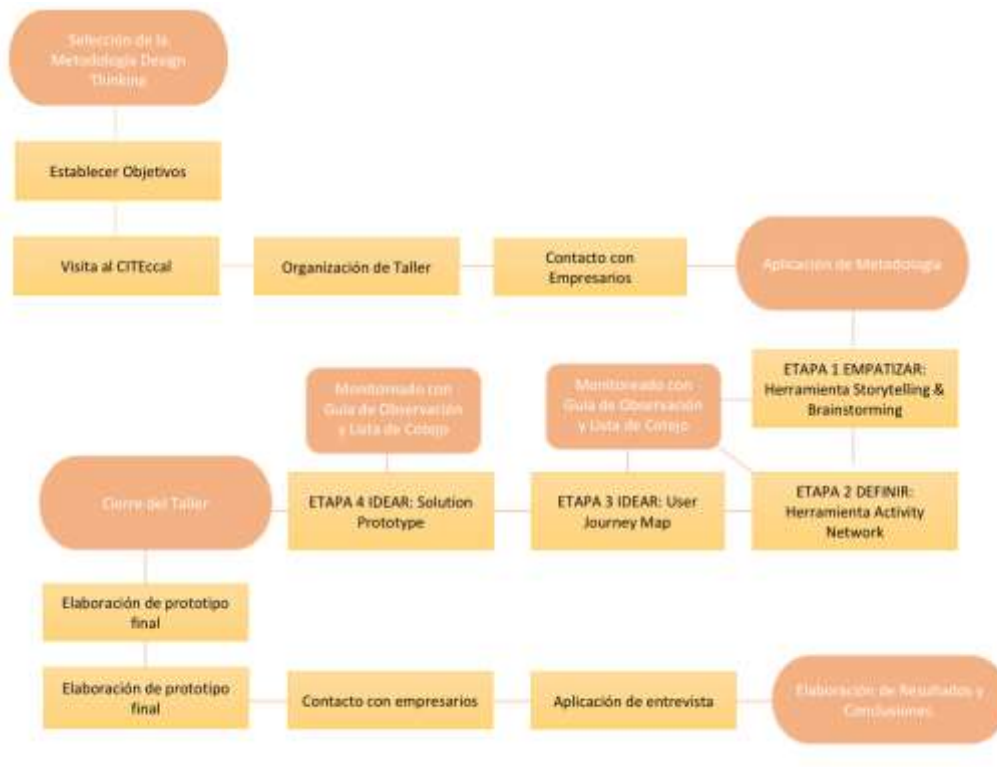 Selección de la
Metodología Design
Thinking
Establecer Objetivos
Visita al CITEccal
Organización de Taller
Contacto con
Empresarios
Aplicación de Metodología
ETAPA 1 EMPATIZAR:
Herramienta Storytelling &
Brainstorming
Monitoreado con
Guía de Observación
y Lista de Cotejo
Monitoreado con
Guía de Observación
y Lista de Cotejo
ETAPA 2 DEFINIR:
Herramienta Activity
Network
ETAPA 3 IDEAR: User
Journey Map
ETAPA 4 IDEAR: Solution
Prototype
Cierre del Taller
Elaboración de prototipo
final
Elaboración de prototipo
final
Contacto con empresarios
Aplicación de entrevista
Elaboración de Resultados y
Conclusiones